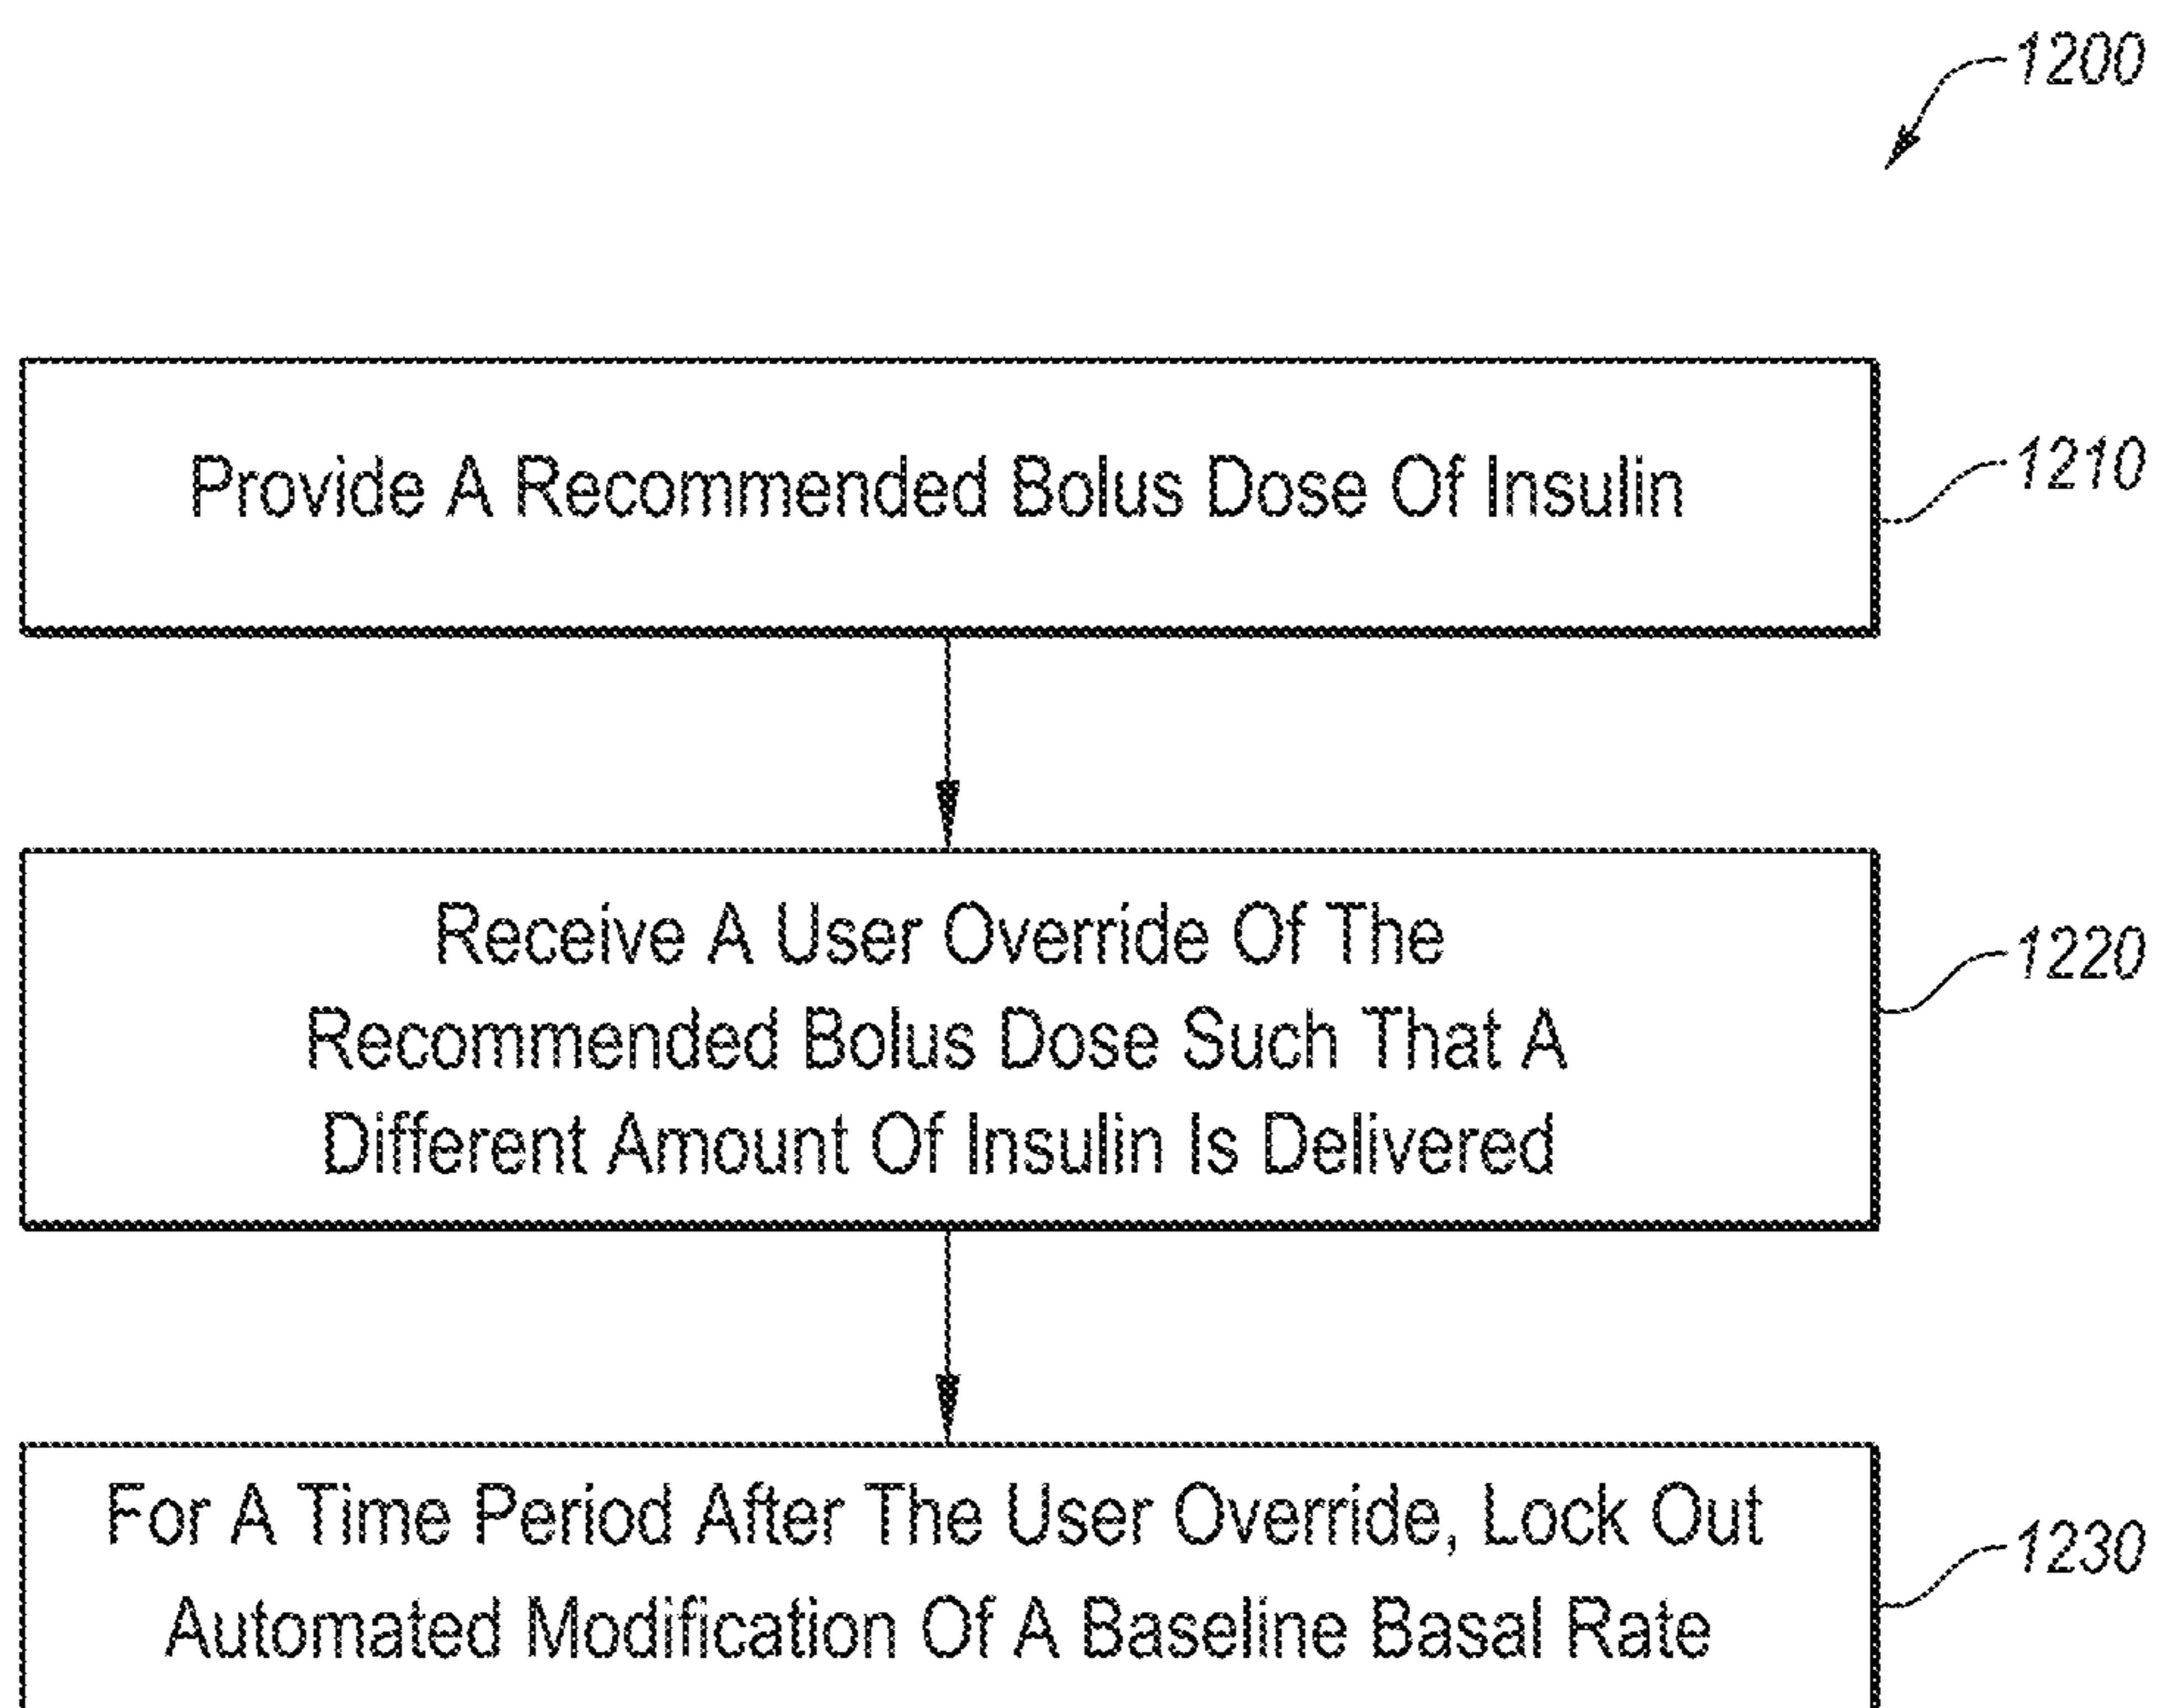 1200
Provide A Recommended Bolus Dose Of Insulin
1210
Receive A User Override Of The
Recommended Bolus Dose Such That A
Different Amount Of Insulin Is Delivered
1220
For A Time Period After The User Override, Lock Out
Automated Modification Of A Baseline Basal Rate
1230